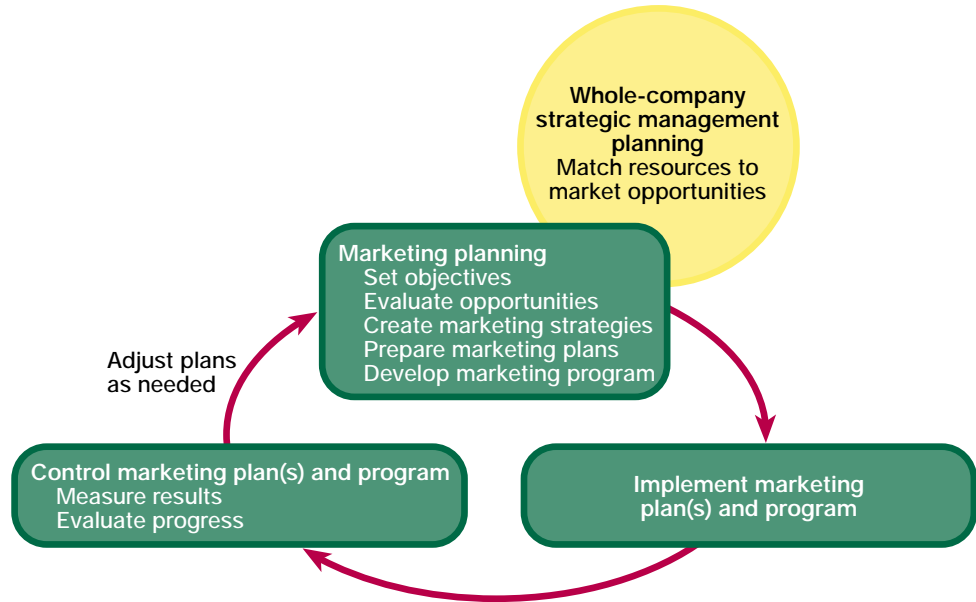 Whole-company
strategic management
planning
Match resources to
market opportunities
Marketing planning
Set objectives
Evaluate opportunities
Create marketing strategies
Prepare marketing plans
Develop marketing program
Adjust plans
as needed
Control marketing plan(s) and program
Measure results
Evaluate progress
Implement marketing
plan(s) and program